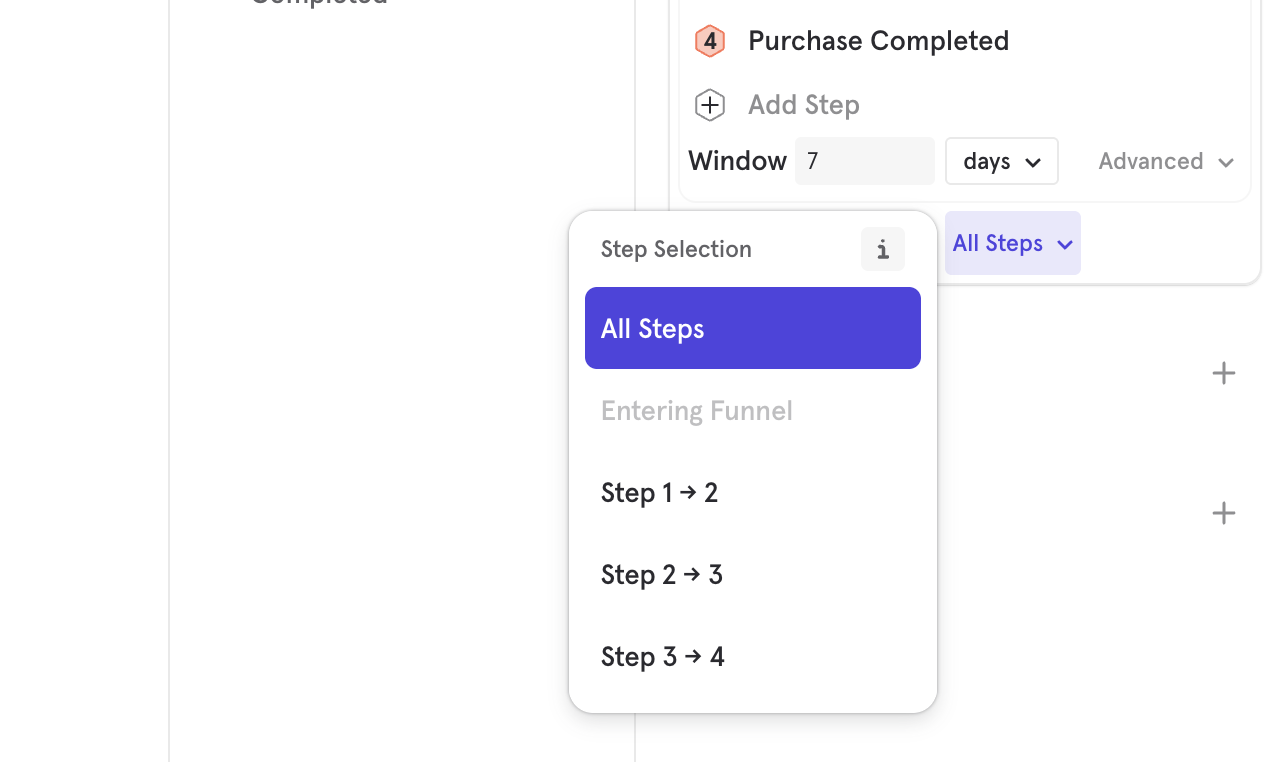 Completed
4 Purchase Completed
Add Step
Window 7 days Advanced
All Steps
Step Selection i
All Steps
Entering Funnel
Step 1 → 2
Step 2 → 3
Step 3 → 4